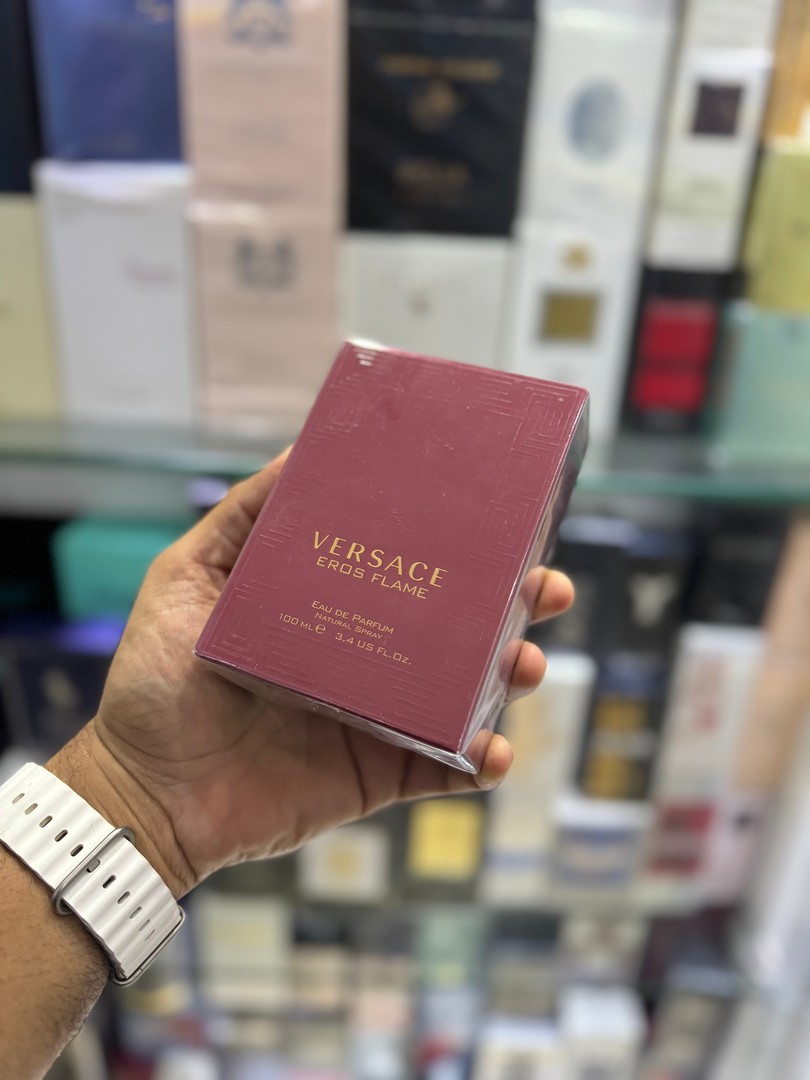 VERSACE
EROS FLAME
EAU DE PARFUM
NATURAL SPRAY
100 ML ℮ 3.4 US FL.OZ.